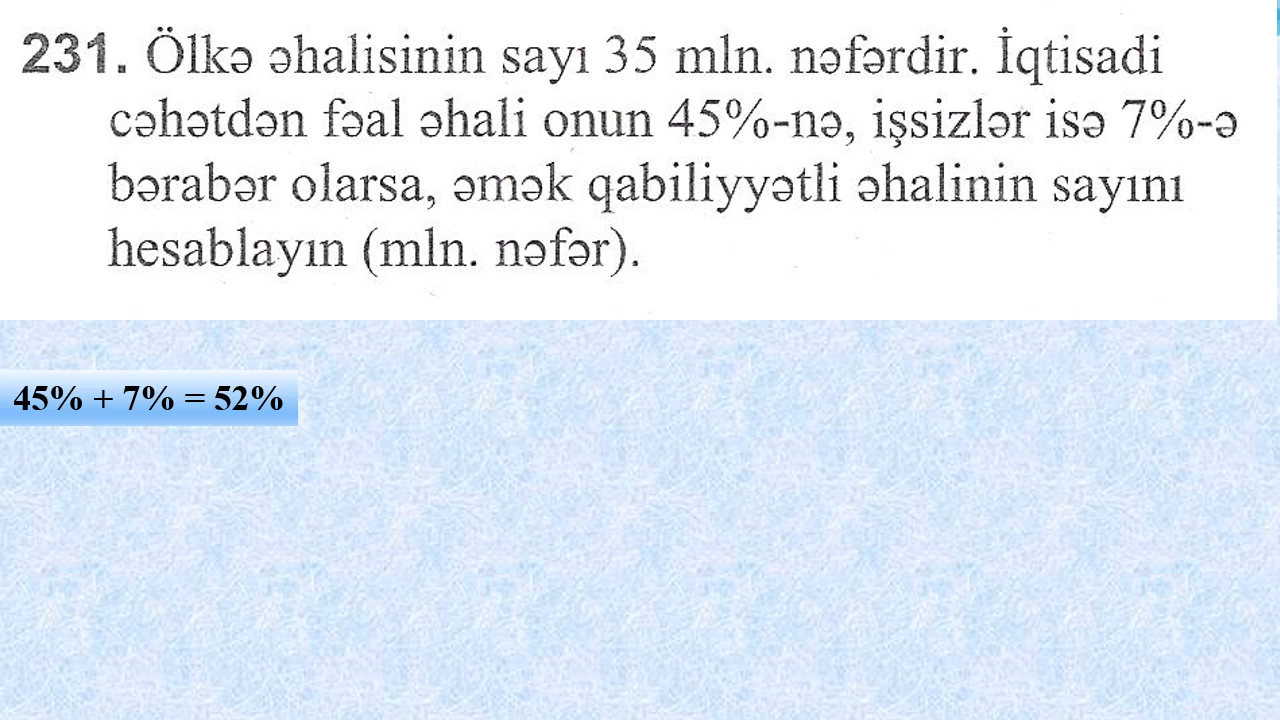 231. Ölkə əhalisinin sayı 35 mln. nəfərdir. İqtisadi
cəhətdən fəal əhali onun 45%-nə, işsizlər isə 7%-ə
bərabər olarsa, əmək qabiliyyətli əhalinin sayını
hesablayın (mln. nəfər).
45% + 7% = 52%